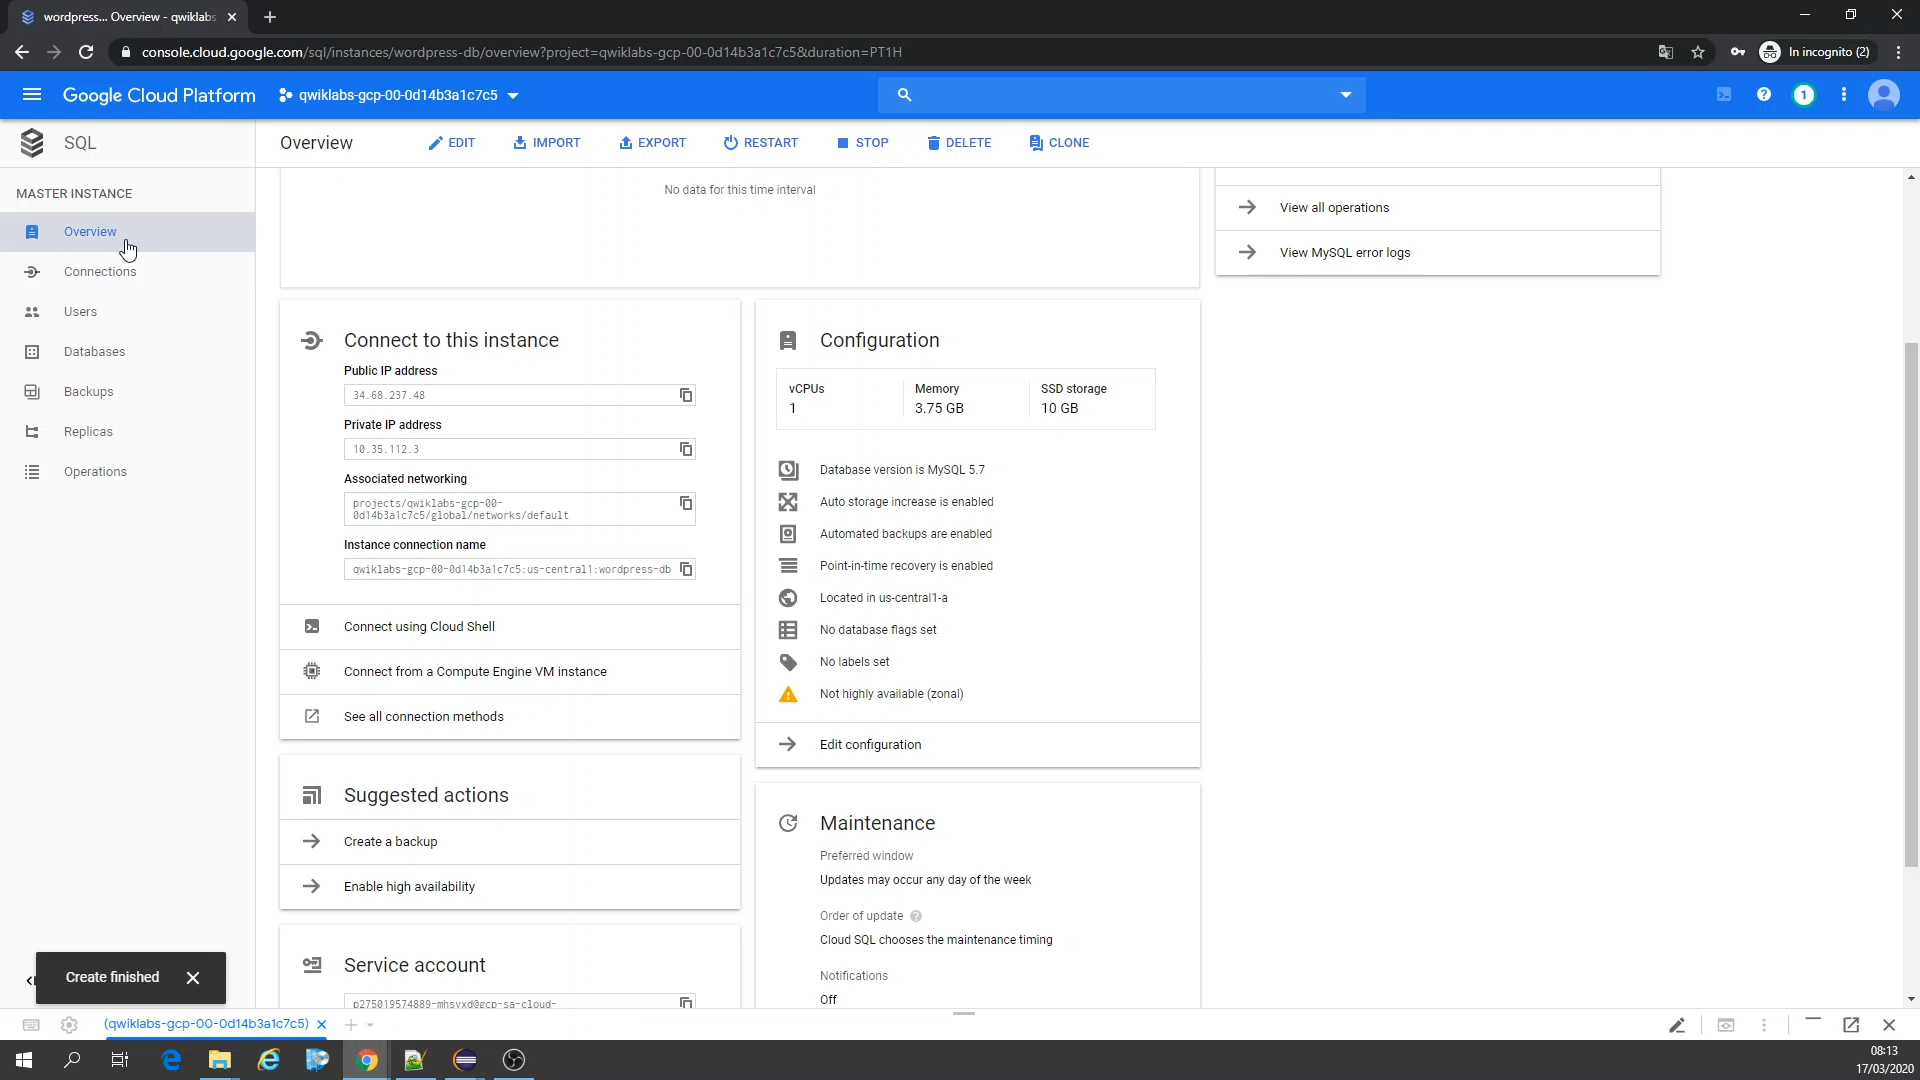 wordpress... Overview - qwiklabs
console.cloud.google.com/sql/instances/wordpress-db/overview?project=qwiklabs-gcp-00-0d14b3a1c7c5&duration=PT1H
In incognito (2)
Google Cloud Platform
qwiklabs-gcp-00-0d14b3a1c7c5
1
SQL
Overview
EDIT
IMPORT
EXPORT
RESTART
STOP
DELETE
CLONE
MASTER INSTANCE
Overview
Connections
Users
Databases
Backups
Replicas
Operations
No data for this time interval
View all operations
View MySQL error logs
Connect to this instance
Public IP address
34.68.237.48
Private IP address
10.35.112.3
Associated networking
projects/qwiklabs-gcp-00-
0d14b3a1c7c5/global/networks/default
Instance connection name
qwiklabs-gcp-00-0d14b3a1c7c5:us-central1:wordpress-db
Connect using Cloud Shell
Connect from a Compute Engine VM instance
See all connection methods
Configuration
vCPUs
1
Memory
3.75 GB
SSD storage
10 GB
Database version is MySQL 5.7
Auto storage increase is enabled
Automated backups are enabled
Point-in-time recovery is enabled
Located in us-central1-a
No database flags set
No labels set
Not highly available (zonal)
Edit configuration
Suggested actions
Create a backup
Enable high availability
Maintenance
Preferred window
Updates may occur any day of the week
Order of update
Cloud SQL chooses the maintenance timing
Notifications
Off
Service account
p275019574889-mhsvxd@gcp-sa-cloud-
Create finished
(qwiklabs-gcp-00-0d14b3a1c7c5)
08:13
17/03/2020